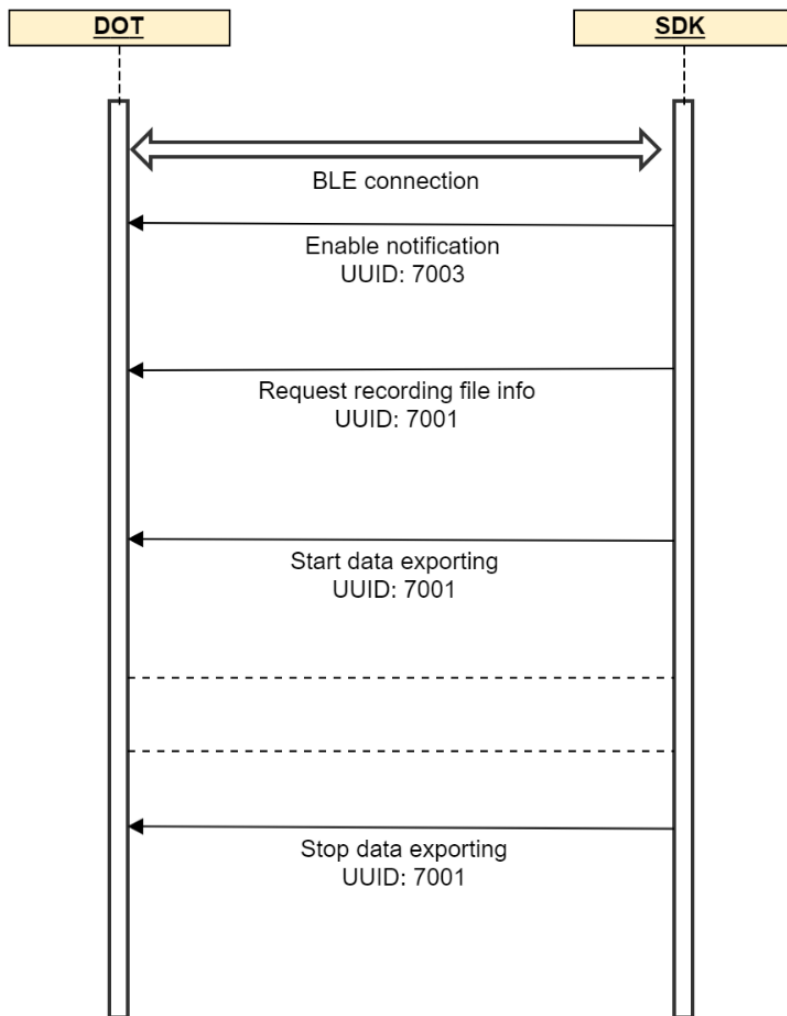 DOT
SDK
BLE connection
Enable notification
UUID: 7003
Request recording file info
UUID: 7001
Start data exporting
UUID: 7001
Stop data exporting
UUID: 7001